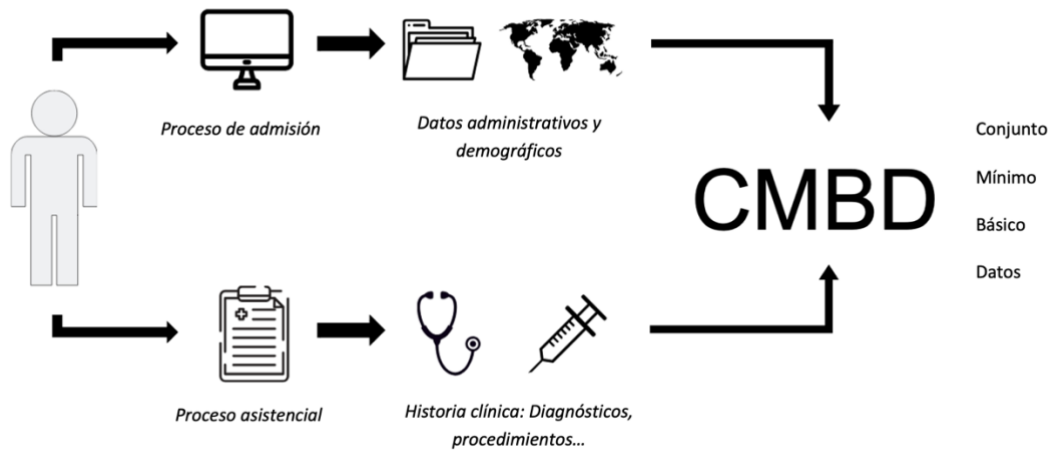 Proceso de admisión
Datos administrativos y
demográficos
CMBD
Conjunto
Mínimo
Básico
Datos
Proceso asistencial
Historia clínica: Diagnósticos,
procedimientos...